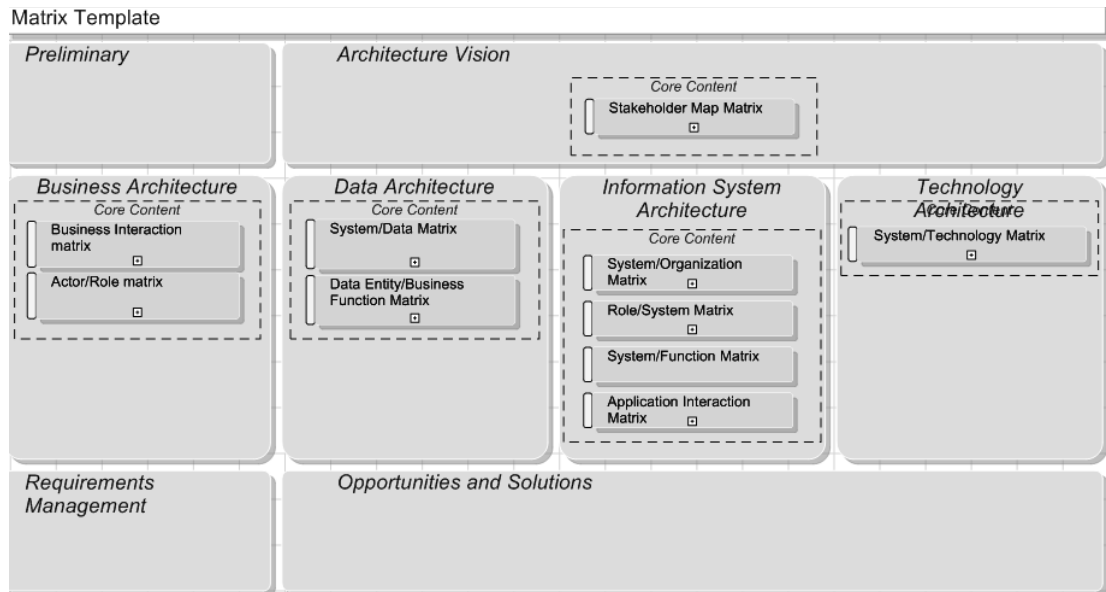 Matrix Template
Preliminary
Architecture Vision
Core Content
Stakeholder Map Matrix
Business Architecture
Core Content
Business Interaction
matrix
Actor/Role matrix
Data Architecture
Core Content
System/Data Matrix
Data Entity/Business
Function Matrix
Information System
Architecture
Core Content
System/Organization
Matrix
Role/System Matrix
System/Function Matrix
Application Interaction
Matrix
Technology
Architecture
Core Content
System/Technology Matrix
Requirements
Management
Opportunities and Solutions